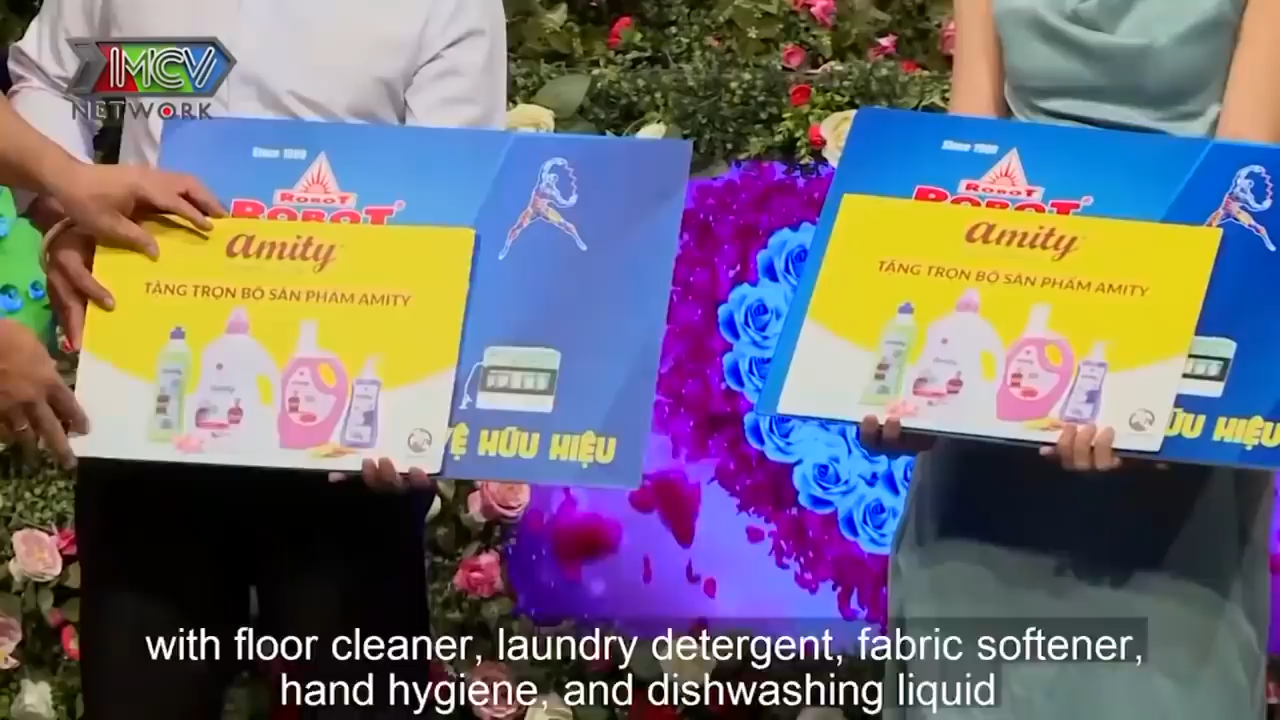 MCV
NETWORK
Since 1989
ROBOT
ROBOT
amity
TẶNG TRỌN BỘ SẢN PHẨM AMITY
VỆ HỮU HIỆU
Since 1989
ROBOT
ROBOT
amity
TẶNG TRỌN BỘ SẢN PHẨM AMITY
HỮU HIỆU
with floor cleaner, laundry detergent, fabric softener,
hand hygiene, and dishwashing liquid